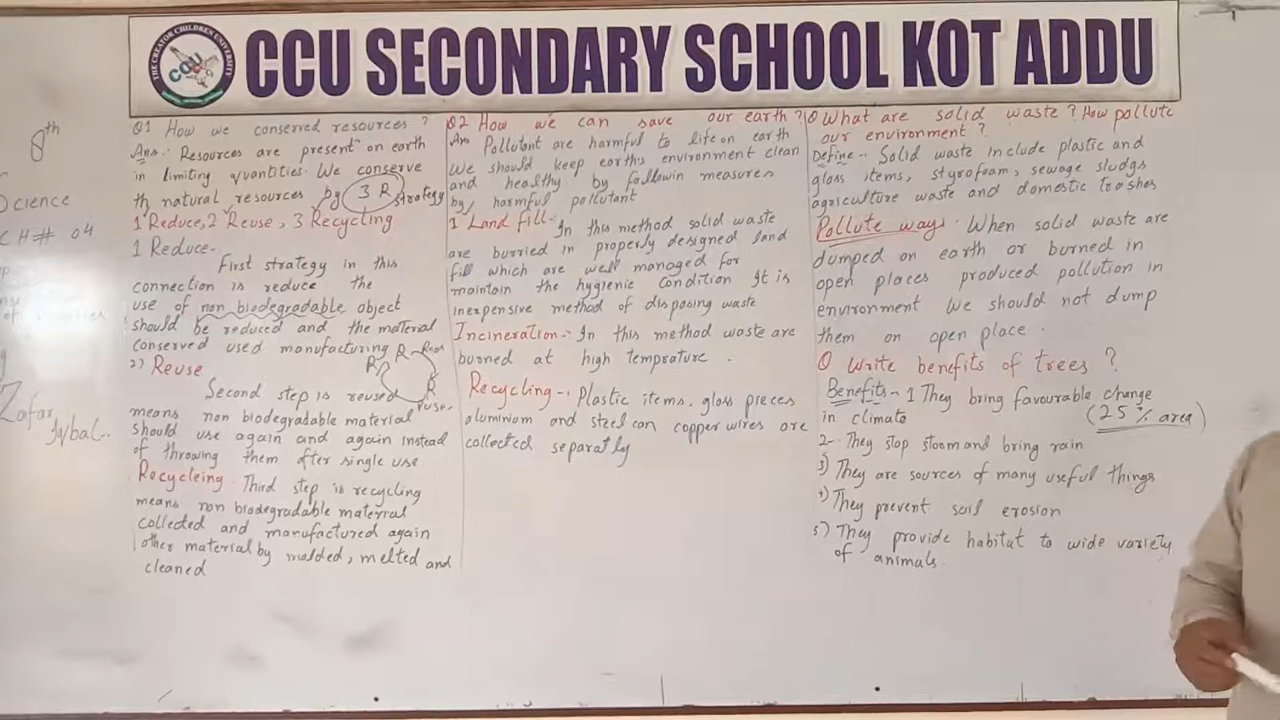 CCU SECONDARY SCHOOL KOT ADDU
THE CREATOR CHILDREN UNIVERSITY
CCU
8th
Science
CH# 04
Zafar
Iqbal.
Q1 How we conserved resources ?
Ans:- Resources are present on earth
in limiting quantities. We conserve
th natural resources by 3 R strategy
1 Reduce, 2 Reuse, 3 Recycling
1 Reduce.
First strategy in this
connection is reduce the
use of non biodegradable object
should be reduced and the material
conserved used manufacturing
R
R
R
Reuse
2) Reuse
Second step is reused
means non biodegradable material
should use again and again instead
of throwing them after single use
Recycleing Third step is recycling
means non biodegradable material
collected and manufactured again
other material by molded, melted and
cleaned
Q2 How we can save our earth ?
Ans Pollutant are harmful to life on earth
We should keep earths environment clean
and healthy by followin measures
by, harmful pollutant
1 Land fill:- In this method solid waste
are burried in properly designed land
fill which are well managed for
maintain the hygienic condition It is
inexpensive method of disposing waste
Incineration:- In this method waste are
burned at high temprature .
Recycling-. Plastic items, glass pieces
aluminum and steel can copper wires are
collected separatly
Q What are solid waste ? How pollute
our environment ?
Define-. Solid waste include plastic and
glass items, styrofoam, sewage sludgs
agriculture waste and domestic trashes
Pollute ways. When solid waste are
dumped on earth or burned in
open places produced pollution in
environment We should not dump
them on open place .
Q Write benefits of trees ?
Benefits- 1 They bring favourable change
in climate (25% area)
2- They stop stoom and bring rain
3) They are sources of many useful things
4) They prevent soil erosion
5) They provide habitat to wide variety
of animals.